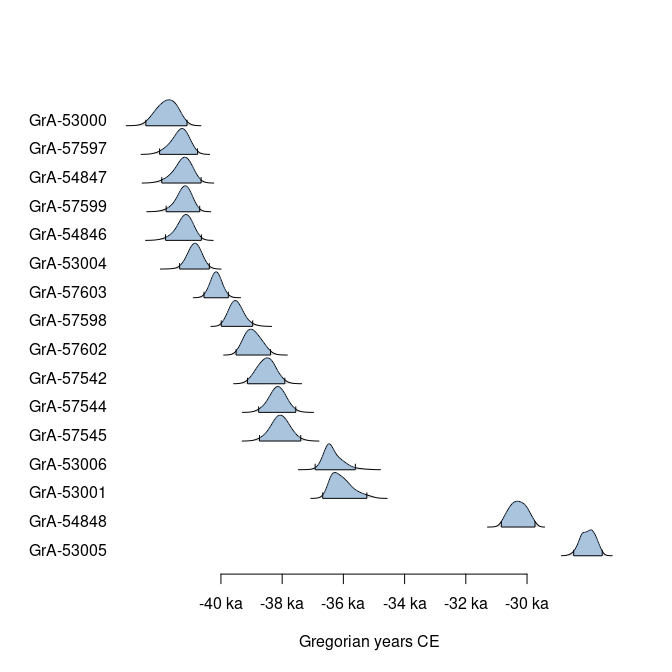 GrA-53000
GrA-57597
GrA-54847
GrA-57599
GrA-54846
GrA-53004
GrA-57603
GrA-57598
GrA-57602
GrA-57542
GrA-57544
GrA-57545
GrA-53006
GrA-53001
GrA-54848
GrA-53005
-40 ka -38 ka -36 ka -34 ka -32 ka -30 ka
Gregorian years CE